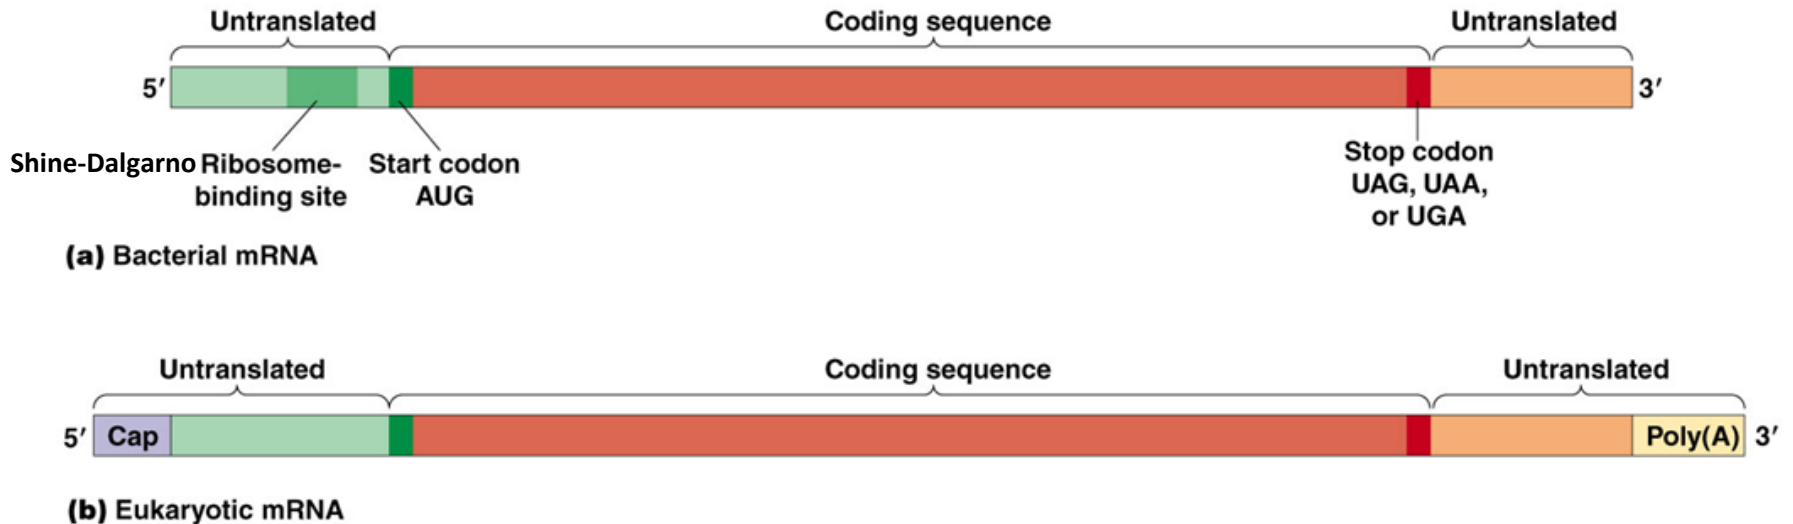 Untranslated Coding sequence Untranslated
5′ 3′
Shine-Dalgarno Ribosome-
binding site
Start codon
AUG
Stop codon
UAG, UAA,
or UGA
(a) Bacterial mRNA
Untranslated Coding sequence Untranslated
5′ Cap Poly(A) 3′
(b) Eukaryotic mRNA